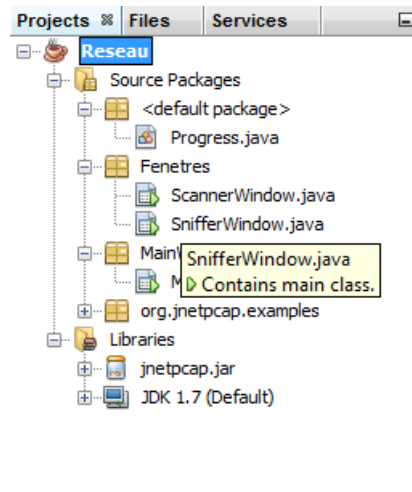 Projects Files Services
Reseau
Source Packages
<default package>
Progress.java
Fenetres
ScannerWindow.java
SnifferWindow.java
SnifferWindow.java
Contains main class.
org.jnetpcap.examples
Libraries
jnetpcap.jar
JDK 1.7 (Default)